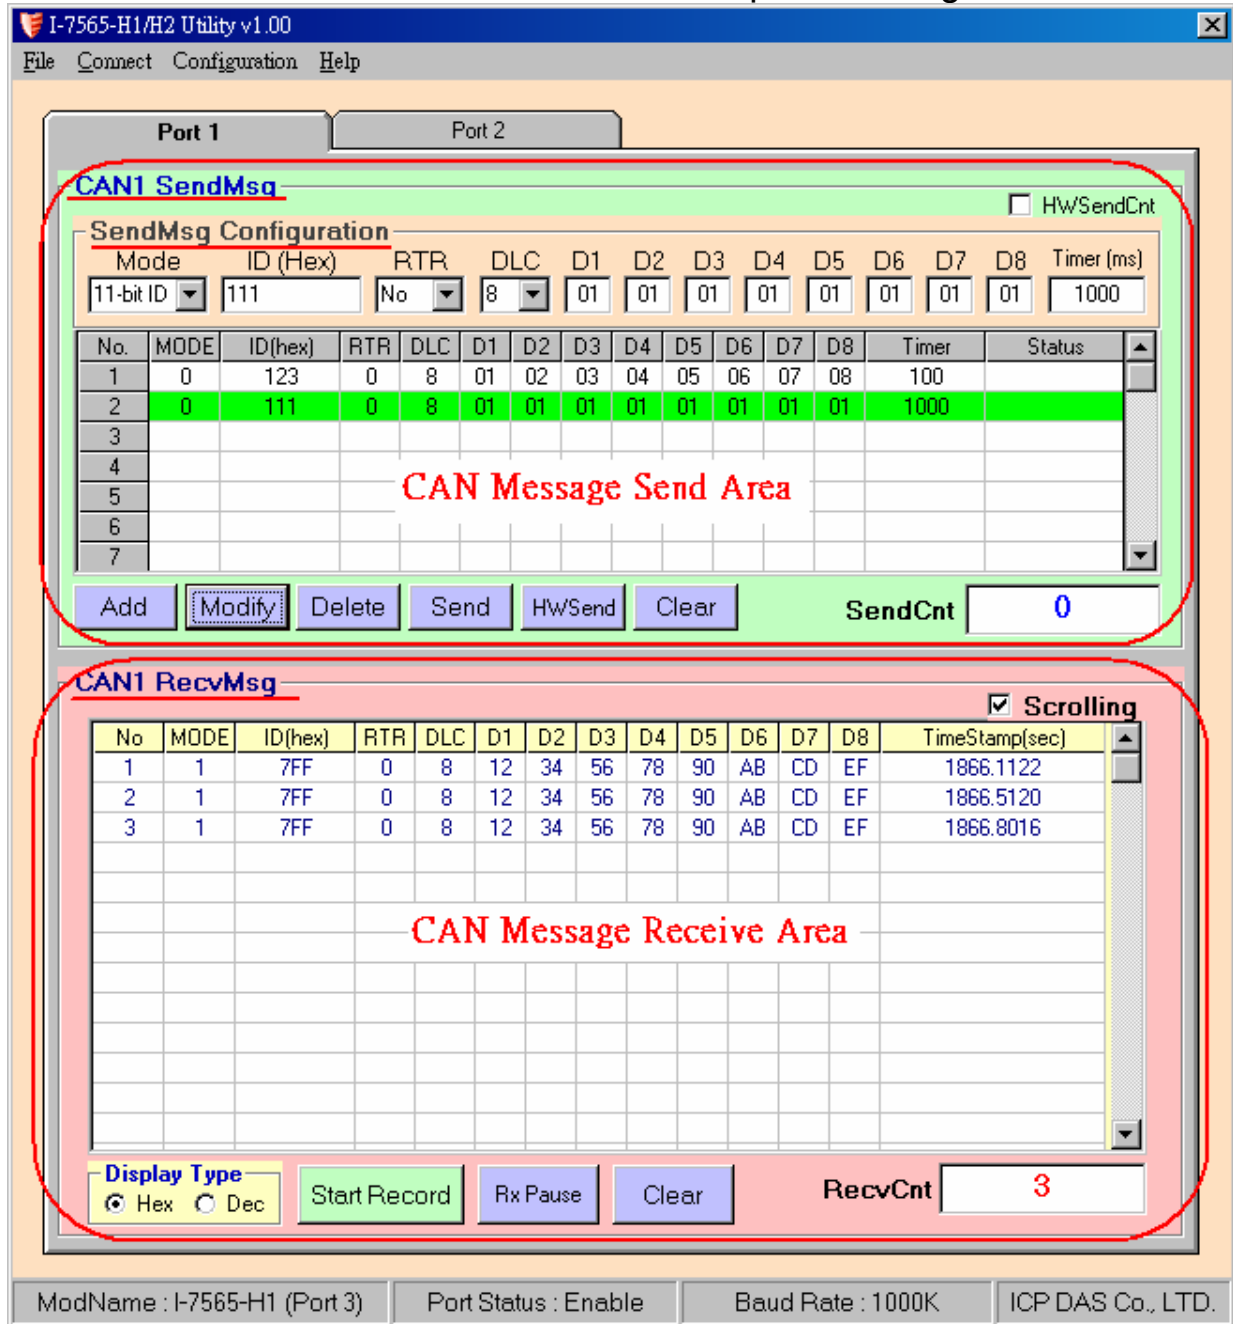 I-7565-H1/H2 Utility v1.00
File Connect Configuration Help
Port 1 Port 2
CAN1 SendMsg
HWSendCnt
SendMsg Configuration
Mode ID (Hex) RTR DLC D1 D2 D3 D4 D5 D6 D7 D8 Timer (ms)
11-bit ID 111 No 8 01 01 01 01 01 01 01 01 1000
No. MODE ID(hex) RTR DLC D1 D2 D3 D4 D5 D6 D7 D8 Timer Status
1 0 123 0 8 01 02 03 04 05 06 07 08 100
2 0 111 0 8 01 01 01 01 01 01 01 01 1000
3
4
CAN Message Send Area
5
6
7
Add Modify Delete Send HWSend Clear SendCnt 0
CAN1 RecvMsg
Scrolling
No MODE ID(hex) RTR DLC D1 D2 D3 D4 D5 D6 D7 D8 TimeStamp(sec)
1 1 7FF 0 8 12 34 56 78 90 AB CD EF 1866.1122
2 1 7FF 0 8 12 34 56 78 90 AB CD EF 1866.5120
3 1 7FF 0 8 12 34 56 78 90 AB CD EF 1866.8016
CAN Message Receive Area
Display Type
Hex Dec Start Record Rx Pause Clear RecvCnt 3
ModName : I-7565-H1 (Port 3) Port Status : Enable Baud Rate : 1000K ICP DAS Co., LTD.